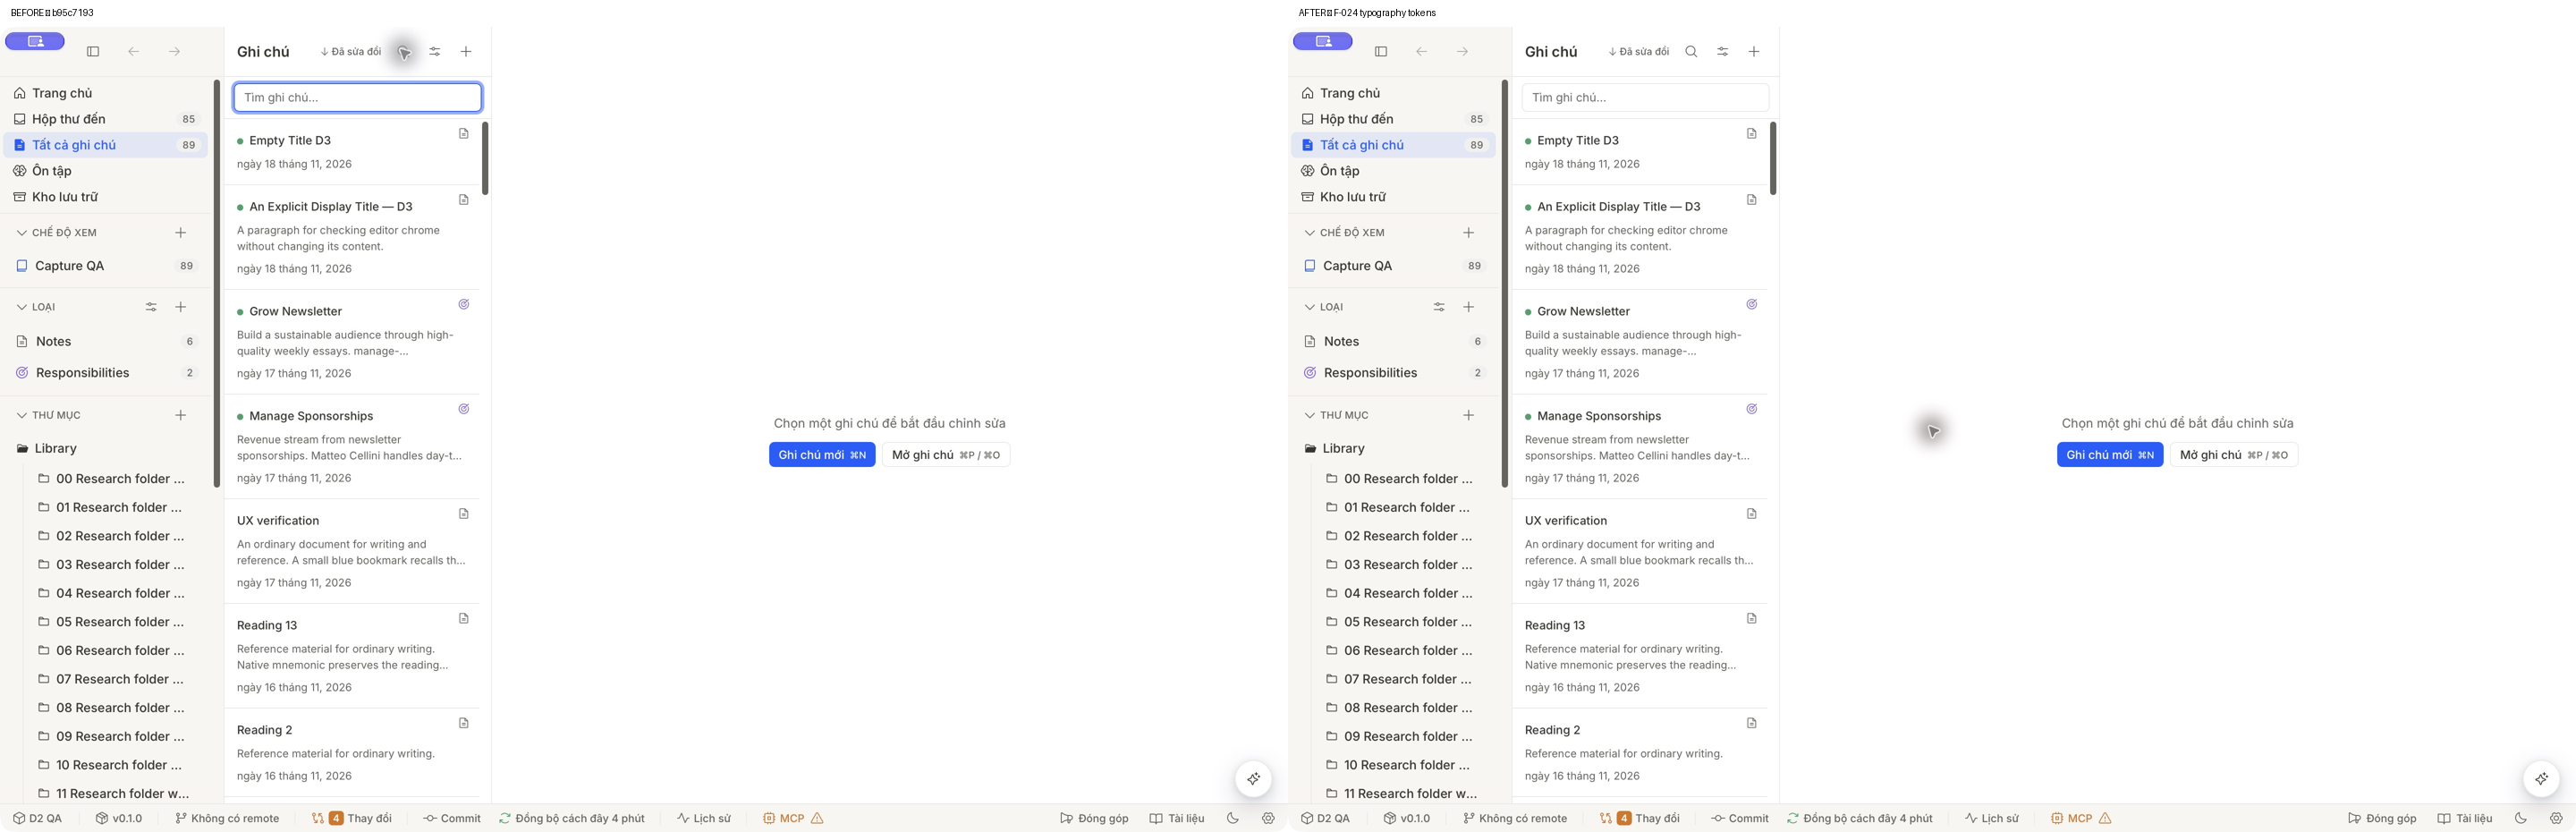 BEFORE b95c7193
Ghi chú
↓ Đã sửa đổi
Tìm ghi chú...
Trang chủ
Hộp thư đến 85
Tất cả ghi chú 89
Ôn tập
Kho lưu trữ
CHẾ ĐỘ XEM
Capture QA 89
LOẠI
Notes 6
Responsibilities 2
THƯ MỤC
Library
00 Research folder ...
01 Research folder ...
02 Research folder ...
03 Research folder ...
04 Research folder ...
05 Research folder ...
06 Research folder ...
07 Research folder ...
08 Research folder ...
09 Research folder ...
10 Research folder ...
11 Research folder w...
Empty Title D3
ngày 18 tháng 11, 2026
An Explicit Display Title — D3
A paragraph for checking editor chrome
without changing its content.
ngày 18 tháng 11, 2026
Grow Newsletter
Build a sustainable audience through high-
quality weekly essays. manage-...
ngày 17 tháng 11, 2026
Manage Sponsorships
Revenue stream from newsletter
sponsorships. Matteo Cellini handles day-t...
ngày 17 tháng 11, 2026
UX verification
An ordinary document for writing and
reference. A small blue bookmark recalls th...
ngày 17 tháng 11, 2026
Reading 13
Reference material for ordinary writing.
Native mnemonic preserves the reading...
ngày 16 tháng 11, 2026
Reading 2
Reference material for ordinary writing.
ngày 16 tháng 11, 2026
Chọn một ghi chú để bắt đầu chỉnh sửa
Ghi chú mới ⌘N
Mở ghi chú ⌘P / ⌘O
D2 QA
v0.1.0
Không có remote
4 Thay đổi
Commit
Đồng bộ cách đây 4 phút
Lịch sử
MCP
Đóng góp
Tài liệu
AFTER F-024 typography tokens
Ghi chú
↓ Đã sửa đổi
Tìm ghi chú...
Trang chủ
Hộp thư đến 85
Tất cả ghi chú 89
Ôn tập
Kho lưu trữ
CHẾ ĐỘ XEM
Capture QA 89
LOẠI
Notes 6
Responsibilities 2
THƯ MỤC
Library
00 Research folder ...
01 Research folder ...
02 Research folder ...
03 Research folder ...
04 Research folder ...
05 Research folder ...
06 Research folder ...
07 Research folder ...
08 Research folder ...
09 Research folder ...
10 Research folder ...
11 Research folder w...
Empty Title D3
ngày 18 tháng 11, 2026
An Explicit Display Title — D3
A paragraph for checking editor chrome
without changing its content.
ngày 18 tháng 11, 2026
Grow Newsletter
Build a sustainable audience through high-
quality weekly essays. manage-...
ngày 17 tháng 11, 2026
Manage Sponsorships
Revenue stream from newsletter
sponsorships. Matteo Cellini handles day-t...
ngày 17 tháng 11, 2026
UX verification
An ordinary document for writing and
reference. A small blue bookmark recalls th...
ngày 17 tháng 11, 2026
Reading 13
Reference material for ordinary writing.
Native mnemonic preserves the reading...
ngày 16 tháng 11, 2026
Reading 2
Reference material for ordinary writing.
ngày 16 tháng 11, 2026
Chọn một ghi chú để bắt đầu chỉnh sửa
Ghi chú mới ⌘N
Mở ghi chú ⌘P / ⌘O
D2 QA
v0.1.0
Không có remote
4 Thay đổi
Commit
Đồng bộ cách đây 4 phút
Lịch sử
MCP
Đóng góp
Tài liệu